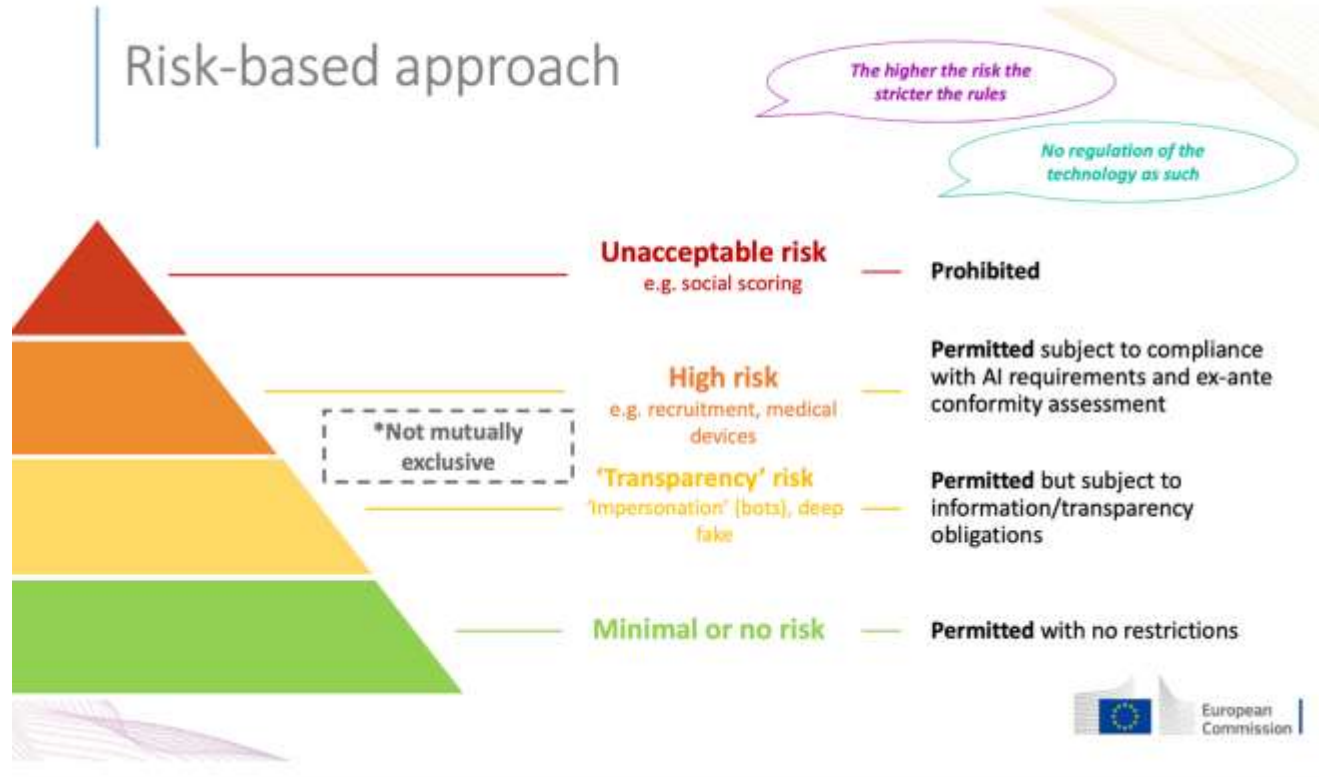 Risk-based approach
The higher the risk the
stricter the rules
No regulation of the
technology as such
Unacceptable risk
e.g. social scoring
Prohibited
High risk
e.g. recruitment, medical
devices
Permitted subject to compliance
with AI requirements and ex-ante
conformity assessment
*Not mutually
exclusive
'Transparency' risk
'Impersonation' (bots), deep
fake
Permitted but subject to
information/transparency
obligations
Minimal or no risk
Permitted with no restrictions
European
Commission